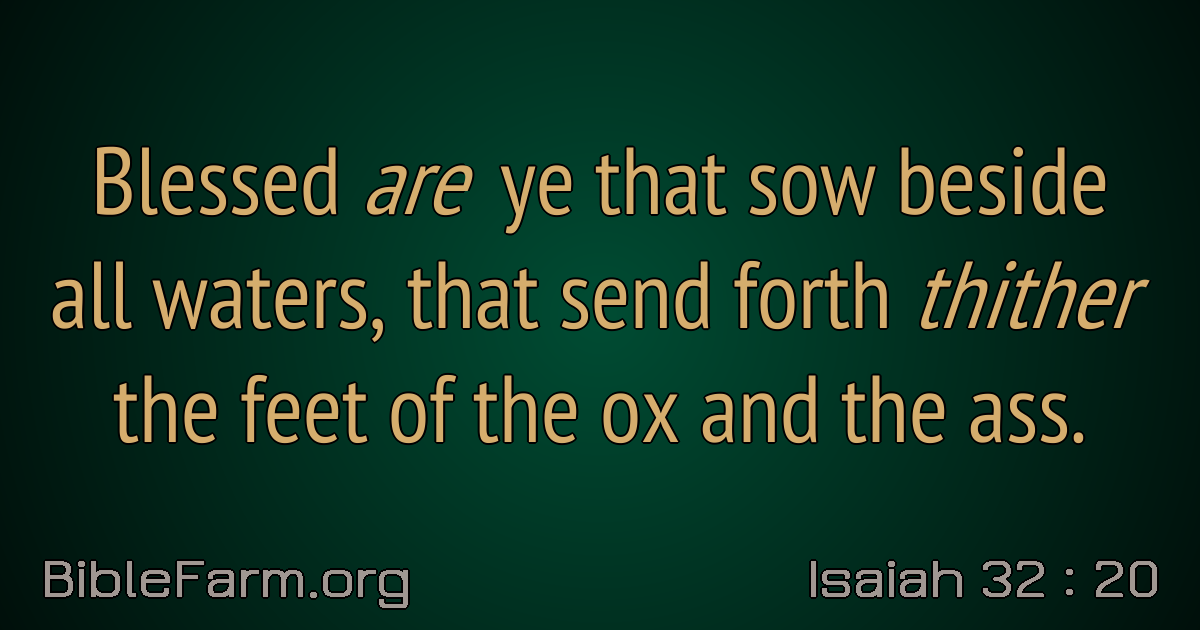 Blessed are ye that sow beside
all waters, that send forth thither
the feet of the ox and the ass.
BibleFarm.org
Isaiah 32 : 20